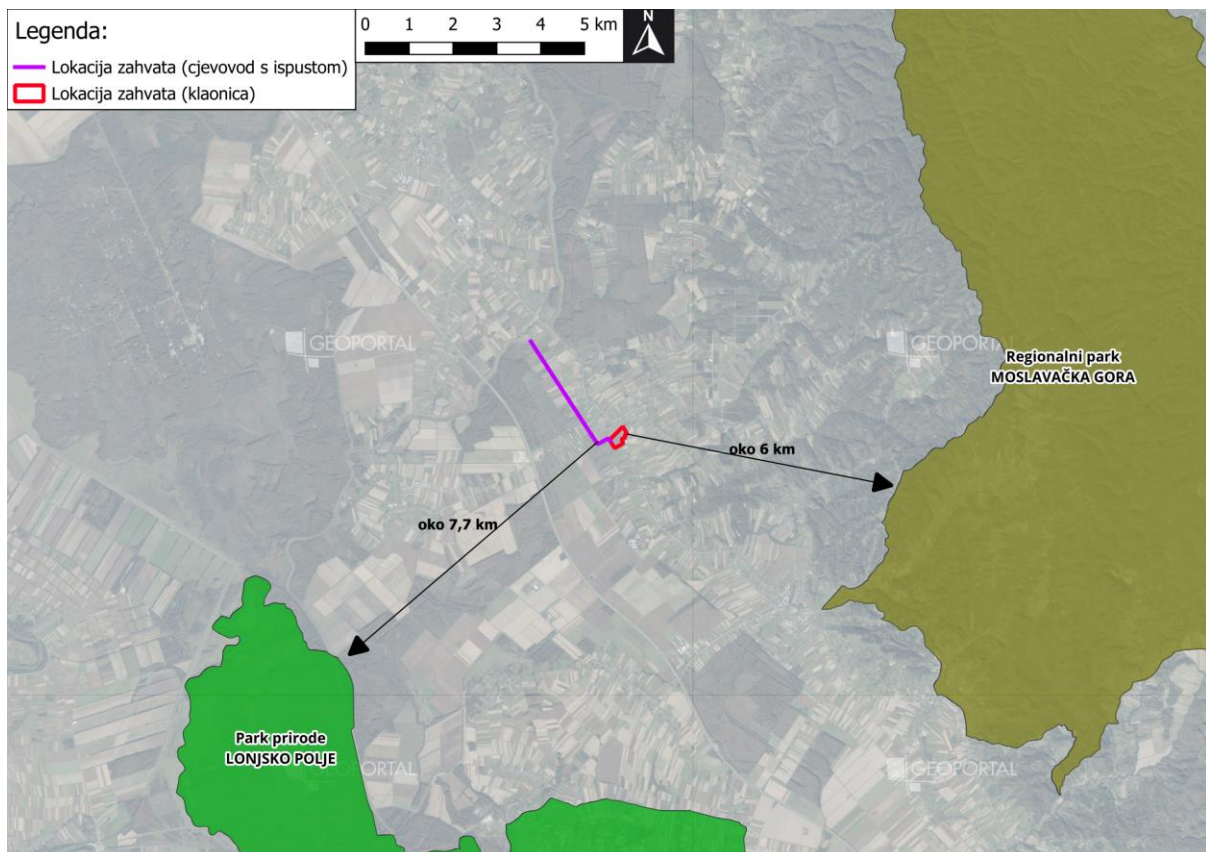 Legenda:
Lokacija zahvata (cjevovod s ispustom)
Lokacija zahvata (klaonica)
0 1 2 3 4 5 km
N
GEOPORTAL
GEOPORTAL
Regionalni park
MOSLAVAČKA GORA
oko 6 km
oko 7,7 km
Park prirode
LONJSKO POLJE
GEOPORTAL
GEOPORTAL